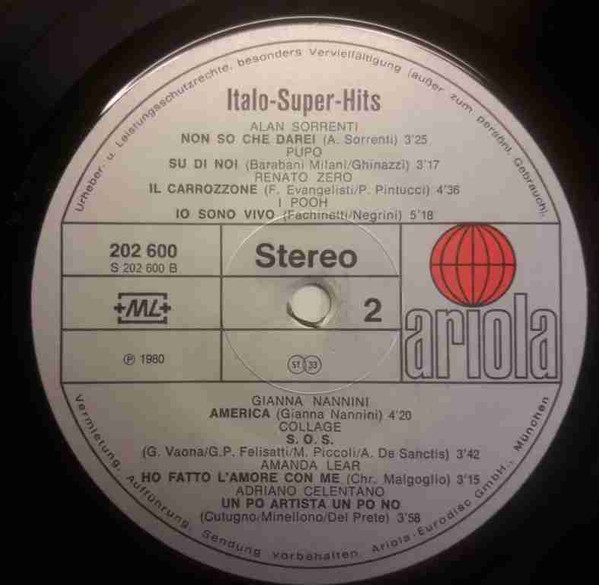 Urheber- u. Leistungsschutzrechte, besonders Vervielfältigung (außer zum persönl. Gebrauch),
Italo-Super-Hits
ALAN SORRENTI
NON SO CHE DAREI (A. Sorrenti) 3'25
PUPO
SU DI NOI (Barabani Milani/Ghinazzi) 3'17
RENATO ZERO
IL CARROZZONE (F. Evangelisti/P. Pintucci) 4'36
I POOH
IO SONO VIVO (Fachinetti/Negrini) 5'18
202 600
S 202 600 B
Stereo
+ML+
2
ariola
℗ 1980
ST 33
GIANNA NANNINI
AMERICA (Gianna Nannini) 4'20
COLLAGE
S. O. S.
(G. Vaona/G.P. Felisatti/M. Piccoli/A. De Sanctis) 3'42
AMANDA LEAR
HO FATTO L'AMORE CON ME (Chr. Malgoglio) 3'15
ADRIANO CELENTANO
UN PO ARTISTA UN PO NO
(Cutugno/Minellono/Del Prete) 3'58
Vermietung, Aufführung, Sendung vorbehalten. Ariola-Eurodisc GmbH., München